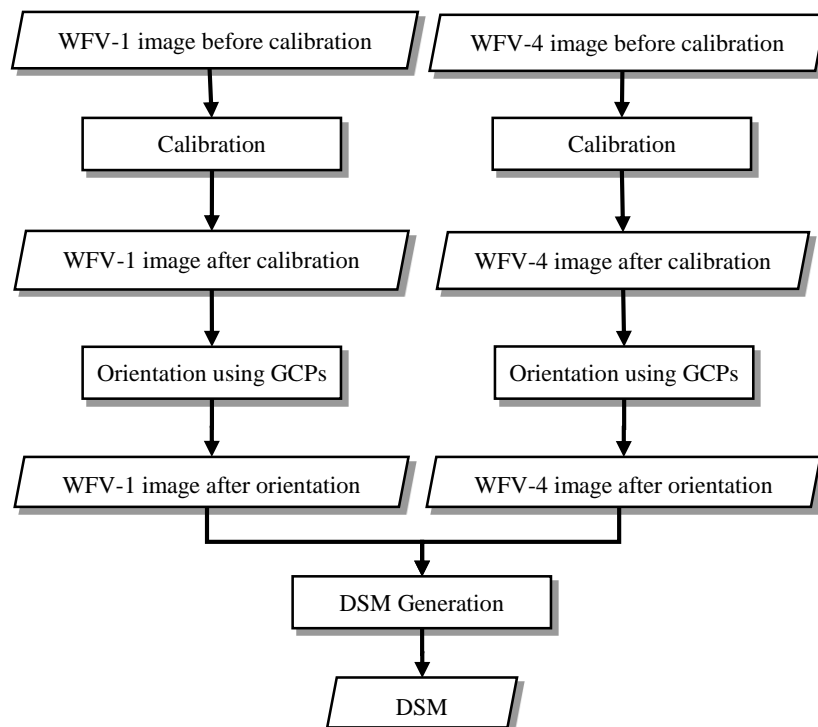 WFV-1 image before calibration
WFV-4 image before calibration
Calibration
Calibration
WFV-1 image after calibration
WFV-4 image after calibration
Orientation using GCPs
Orientation using GCPs
WFV-1 image after orientation
WFV-4 image after orientation
DSM Generation
DSM